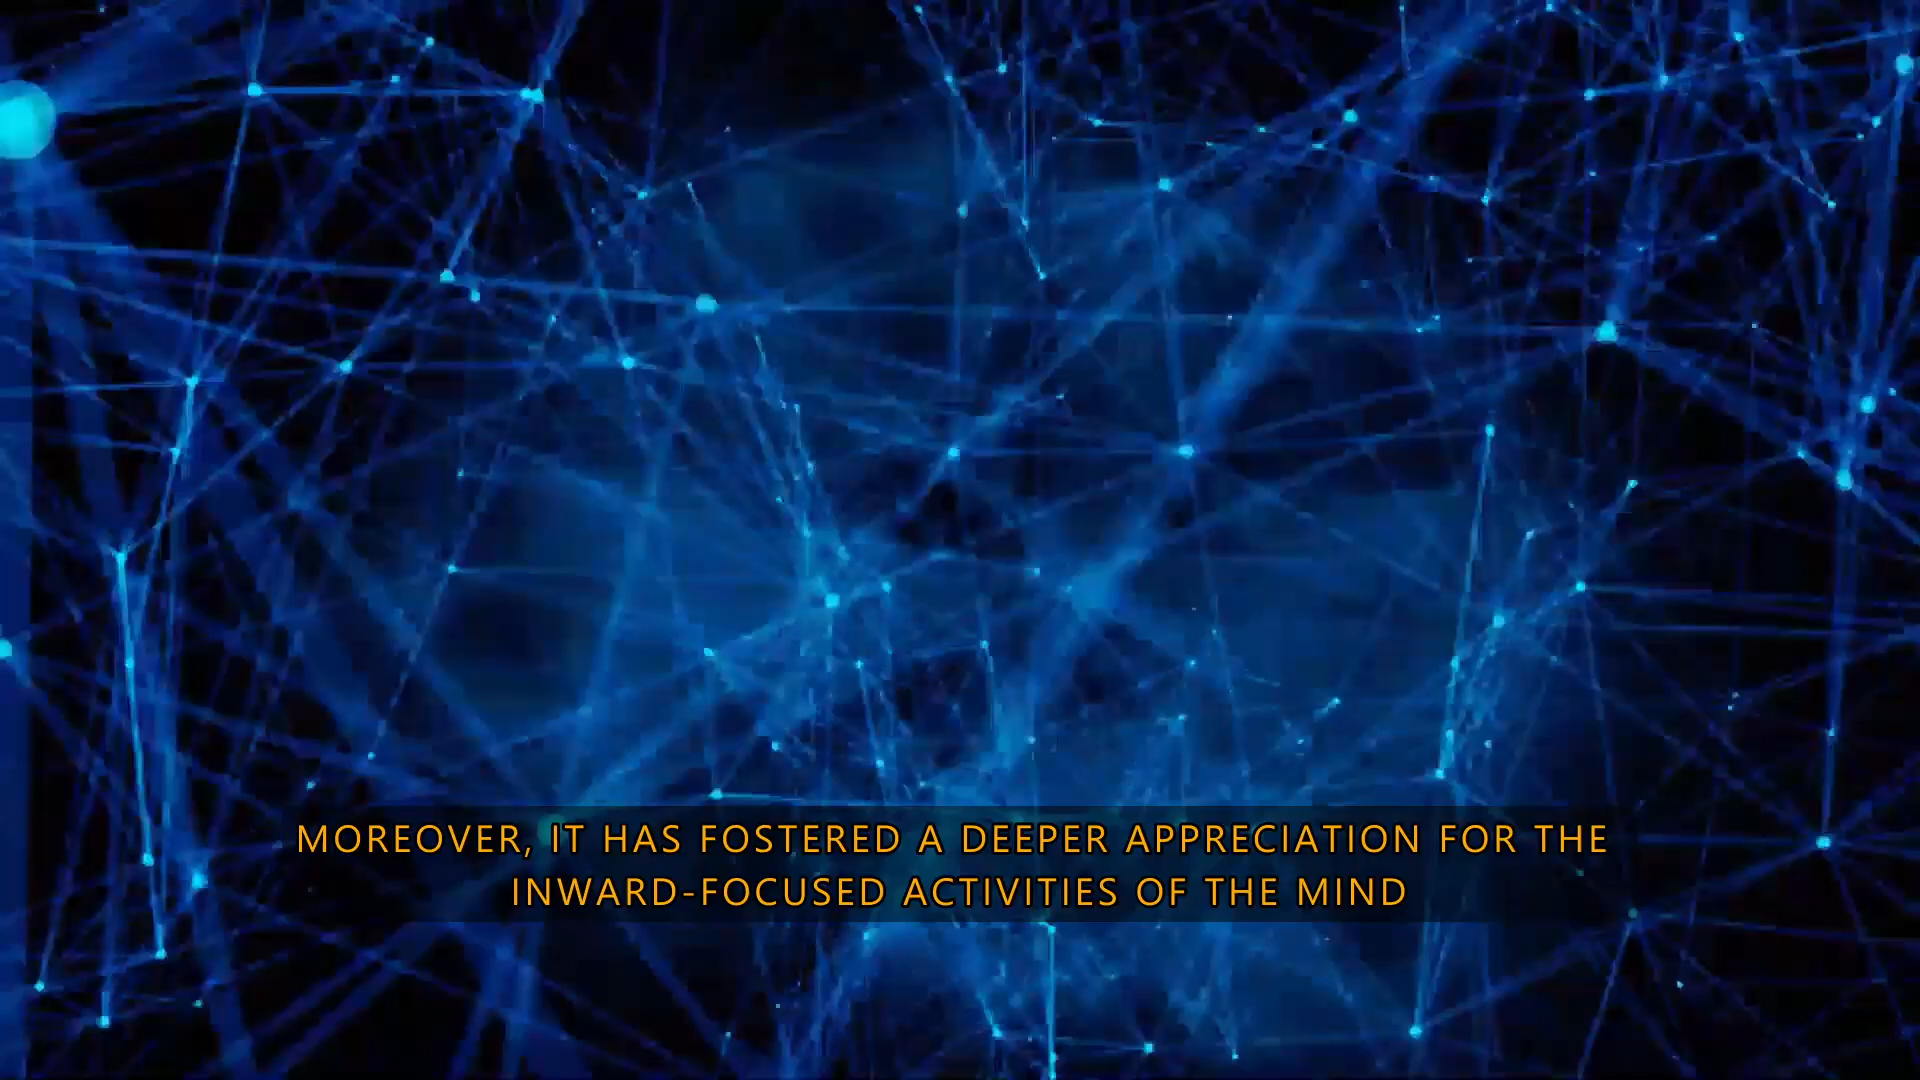 MOREOVER, IT HAS FOSTERED A DEEPER APPRECIATION FOR THE
INWARD-FOCUSED ACTIVITIES OF THE MIND